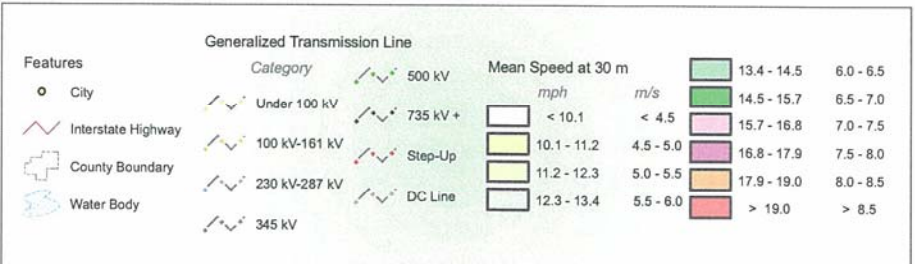 Features
City
Interstate Highway
County Boundary
Water Body
Generalized Transmission Line
Category
Under 100 kV
100 kV-161 kV
230 kV-287 kV
345 kV
500 kV
735 kV +
Step-Up
DC Line
Mean Speed at 30 m
mph m/s
< 10.1 < 4.5
10.1 - 11.2 4.5 - 5.0
11.2 - 12.3 5.0 - 5.5
12.3 - 13.4 5.5 - 6.0
13.4 - 14.5 6.0 - 6.5
14.5 - 15.7 6.5 - 7.0
15.7 - 16.8 7.0 - 7.5
16.8 - 17.9 7.5 - 8.0
17.9 - 19.0 8.0 - 8.5
> 19.0 > 8.5